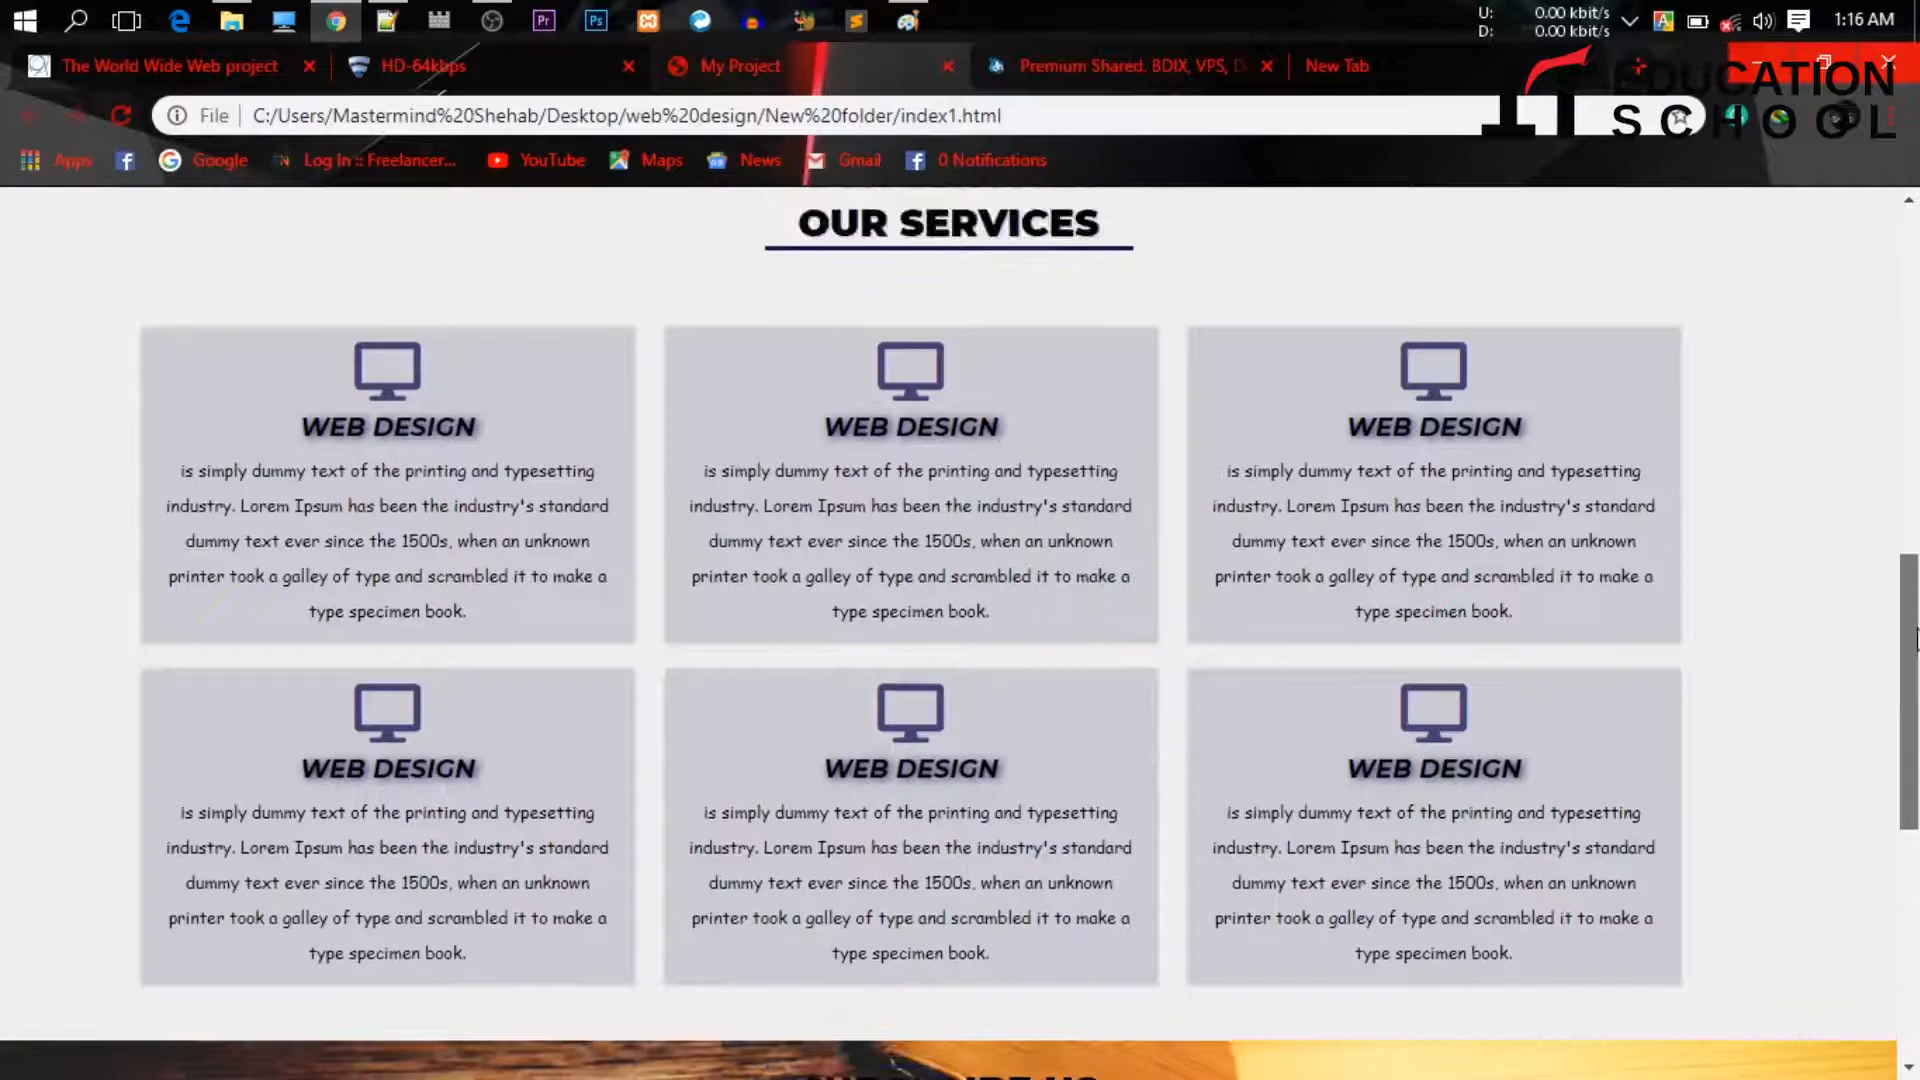 U: 0.00 kbit/s
D: 0.00 kbit/s
1:16 AM
The World Wide Web project
HD-64kbps
My Project
Premium Shared. BDIX, VPS, D
New Tab
IT EDUCATION
SCHOOL
File
C:/Users/Mastermind%20Shehab/Desktop/web%20design/New%20folder/index1.html
Apps
Google
Log In :: Freelancer...
YouTube
Maps
News
Gmail
0 Notifications
OUR SERVICES
WEB DESIGN
is simply dummy text of the printing and typesetting
industry. Lorem Ipsum has been the industry's standard
dummy text ever since the 1500s, when an unknown
printer took a galley of type and scrambled it to make a
type specimen book.
WEB DESIGN
is simply dummy text of the printing and typesetting
industry. Lorem Ipsum has been the industry's standard
dummy text ever since the 1500s, when an unknown
printer took a galley of type and scrambled it to make a
type specimen book.
WEB DESIGN
is simply dummy text of the printing and typesetting
industry. Lorem Ipsum has been the industry's standard
dummy text ever since the 1500s, when an unknown
printer took a galley of type and scrambled it to make a
type specimen book.
WEB DESIGN
is simply dummy text of the printing and typesetting
industry. Lorem Ipsum has been the industry's standard
dummy text ever since the 1500s, when an unknown
printer took a galley of type and scrambled it to make a
type specimen book.
WEB DESIGN
is simply dummy text of the printing and typesetting
industry. Lorem Ipsum has been the industry's standard
dummy text ever since the 1500s, when an unknown
printer took a galley of type and scrambled it to make a
type specimen book.
WEB DESIGN
is simply dummy text of the printing and typesetting
industry. Lorem Ipsum has been the industry's standard
dummy text ever since the 1500s, when an unknown
printer took a galley of type and scrambled it to make a
type specimen book.